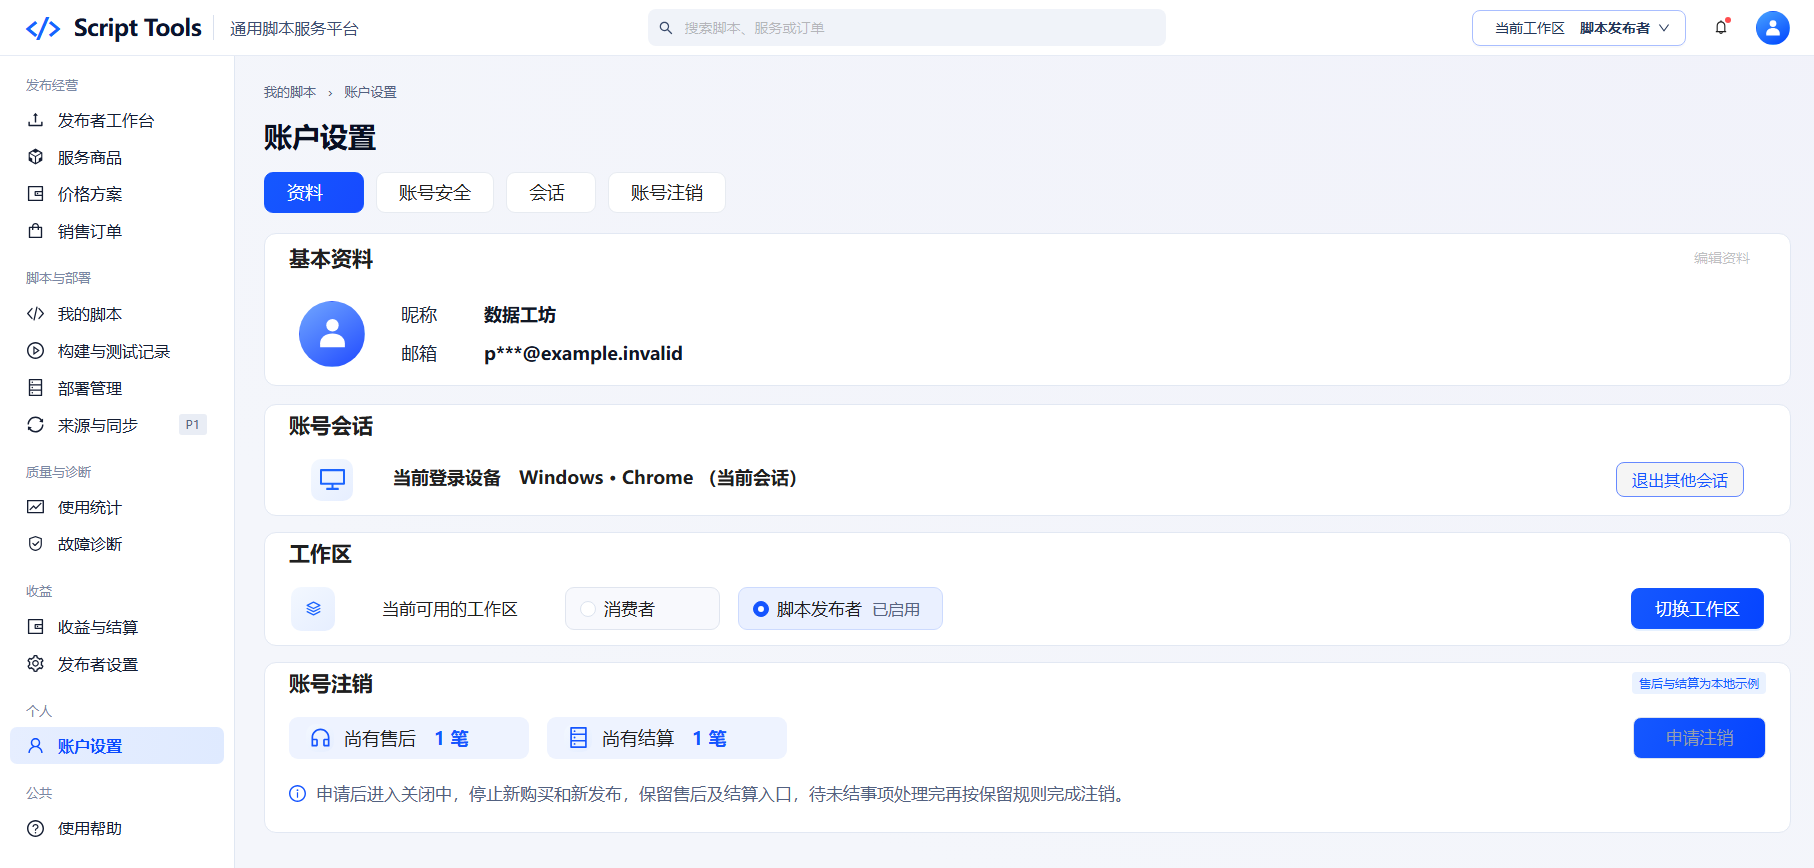 Script Tools 通用脚本服务平台 搜索脚本、服务或订单 当前工作区 脚本发布者
发布经营
发布者工作台
服务商品
价格方案
销售订单
脚本与部署
我的脚本
构建与测试记录
部署管理
来源与同步 P1
质量与诊断
使用统计
故障诊断
收益
收益与结算
发布者设置
个人
账户设置
公共
使用帮助
我的脚本 › 账户设置
账户设置
资料 账号安全 会话 账号注销
基本资料 编辑资料
昵称 数据工坊
邮箱 p***@example.invalid
账号会话
当前登录设备 Windows • Chrome （当前会话） 退出其他会话
工作区
当前可用的工作区 消费者 脚本发布者 已启用 切换工作区
账号注销 售后与结算为本地示例
尚有售后 1 笔 尚有结算 1 笔 申请注销
申请后进入关闭中，停止新购买和新发布，保留售后及结算入口，待未结事项处理完再按保留规则完成注销。